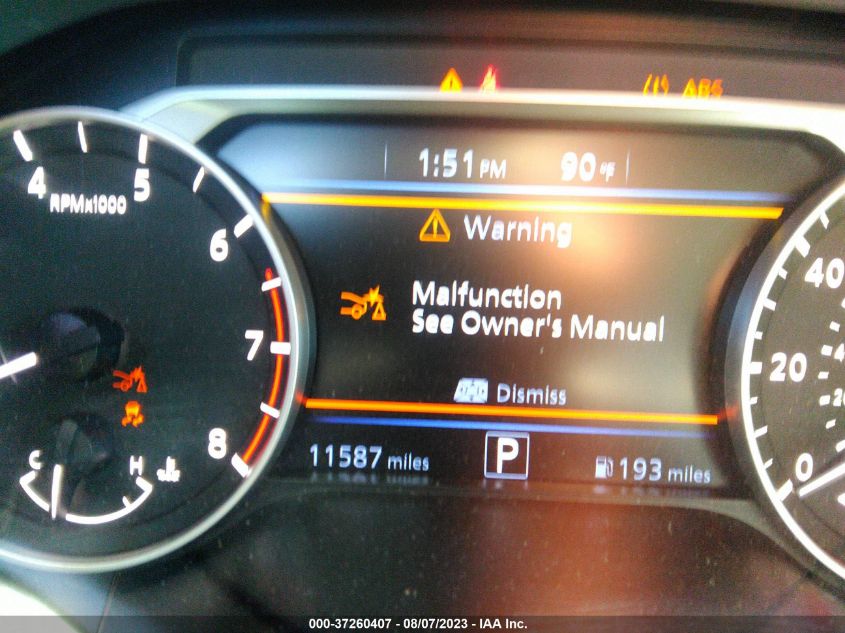 ABS
1:51 PM 90 °F
4 5 6 7 8
RPMx1000
Warning
Malfunction
See Owner's Manual
Dismiss
C H
11587 miles P 193 miles
40
20
0
000-37260407 - 08/07/2023 - IAA Inc.